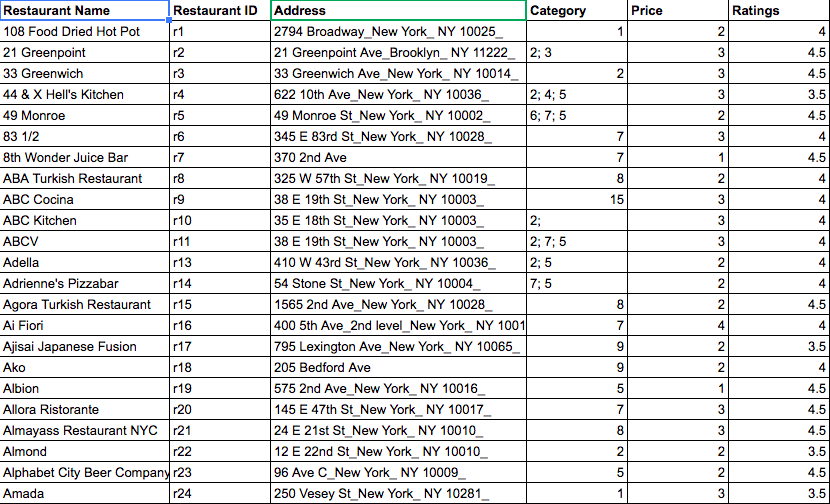 Restaurant Name Restaurant ID Address Category Price Ratings
108 Food Dried Hot Pot r1 2794 Broadway_New York_ NY 10025_ 1 2 4
21 Greenpoint r2 21 Greenpoint Ave_Brooklyn_ NY 11222_ 2; 3 3 4.5
33 Greenwich r3 33 Greenwich Ave_New York_ NY 10014_ 2 3 4.5
44 & X Hell's Kitchen r4 622 10th Ave_New York_ NY 10036_ 2; 4; 5 3 3.5
49 Monroe r5 49 Monroe St_New York_ NY 10002_ 6; 7; 5 2 4.5
83 1/2 r6 345 E 83rd St_New York_ NY 10028_ 7 3 4
8th Wonder Juice Bar r7 370 2nd Ave 7 1 4.5
ABA Turkish Restaurant r8 325 W 57th St_New York_ NY 10019_ 8 2 4
ABC Cocina r9 38 E 19th St_New York_ NY 10003_ 15 3 4
ABC Kitchen r10 35 E 18th St_New York_ NY 10003_ 2; 3 4
ABCV r11 38 E 19th St_New York_ NY 10003_ 2; 7; 5 3 4
Adella r13 410 W 43rd St_New York_ NY 10036_ 2; 5 2 4
Adrienne's Pizzabar r14 54 Stone St_New York_ NY 10004_ 7; 5 2 4
Agora Turkish Restaurant r15 1565 2nd Ave_New York_ NY 10028_ 8 2 4.5
Ai Fiori r16 400 5th Ave_2nd level_New York_ NY 1001 7 4 4
Ajisai Japanese Fusion r17 795 Lexington Ave_New York_ NY 10065_ 9 2 3.5
Ako r18 205 Bedford Ave 9 2 4
Albion r19 575 2nd Ave_New York_ NY 10016_ 5 1 4.5
Allora Ristorante r20 145 E 47th St_New York_ NY 10017_ 7 3 4.5
Almayass Restaurant NYC r21 24 E 21st St_New York_ NY 10010_ 8 3 4.5
Almond r22 12 E 22nd St_New York_ NY 10010_ 2 2 3.5
Alphabet City Beer Company r23 96 Ave C_New York_ NY 10009_ 5 2 4.5
Amada r24 250 Vesey St_New York_ NY 10281_ 1 3 3.5